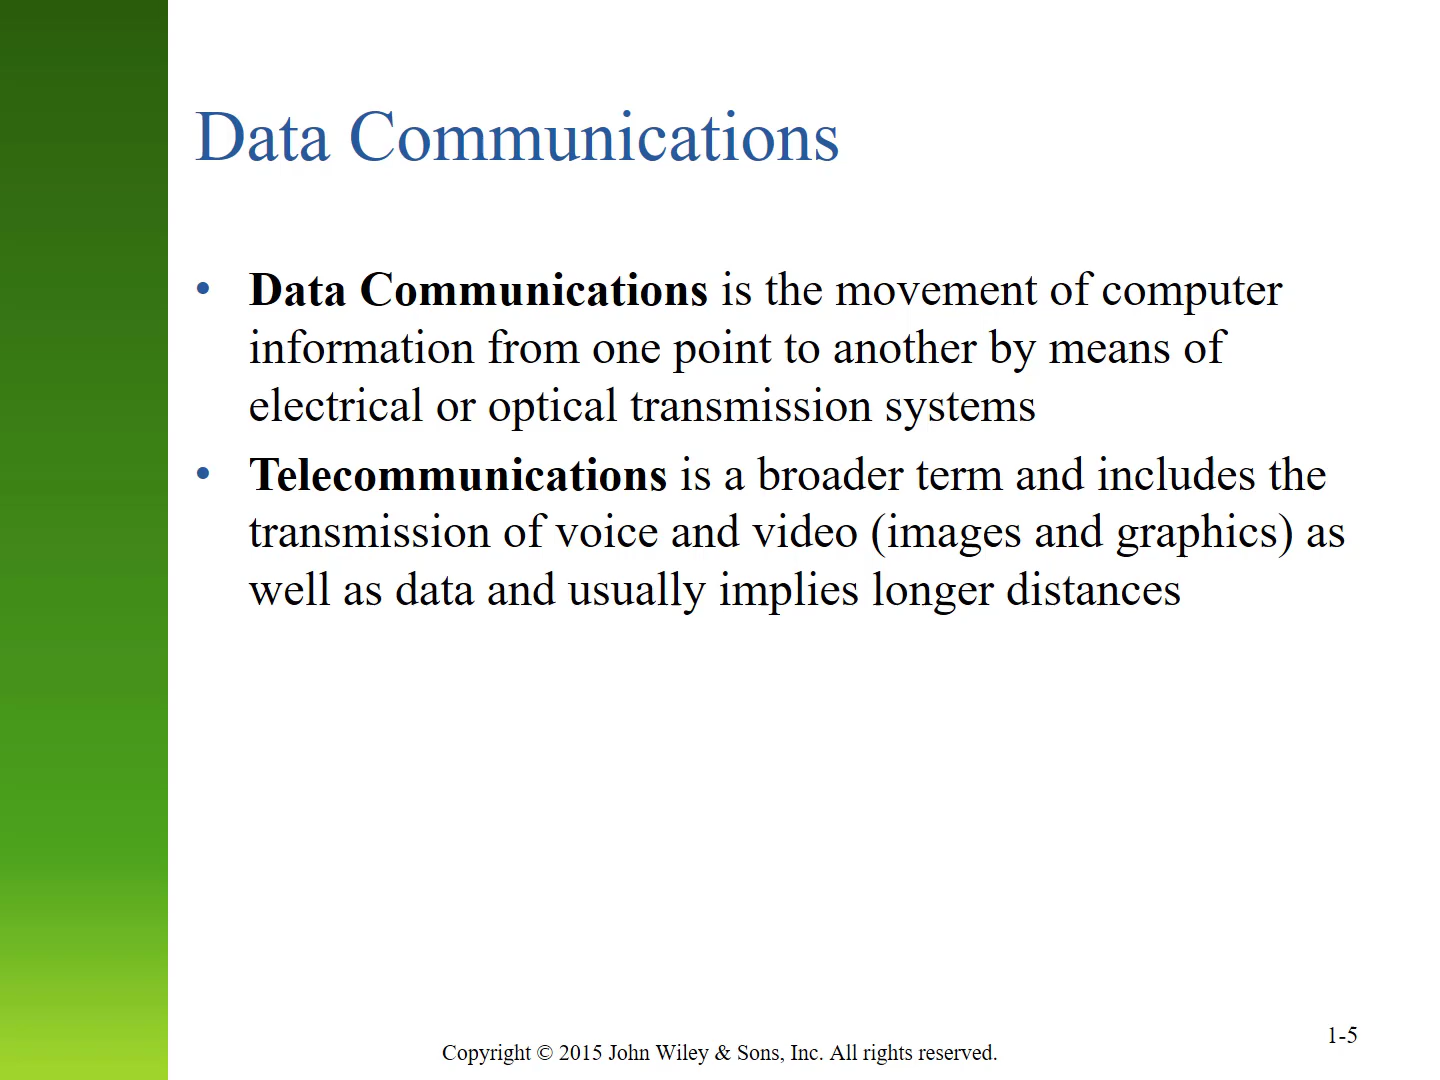 Data Communications
• Data Communications is the movement of computer
information from one point to another by means of
electrical or optical transmission systems
• Telecommunications is a broader term and includes the
transmission of voice and video (images and graphics) as
well as data and usually implies longer distances
1-5
Copyright © 2015 John Wiley & Sons, Inc. All rights reserved.